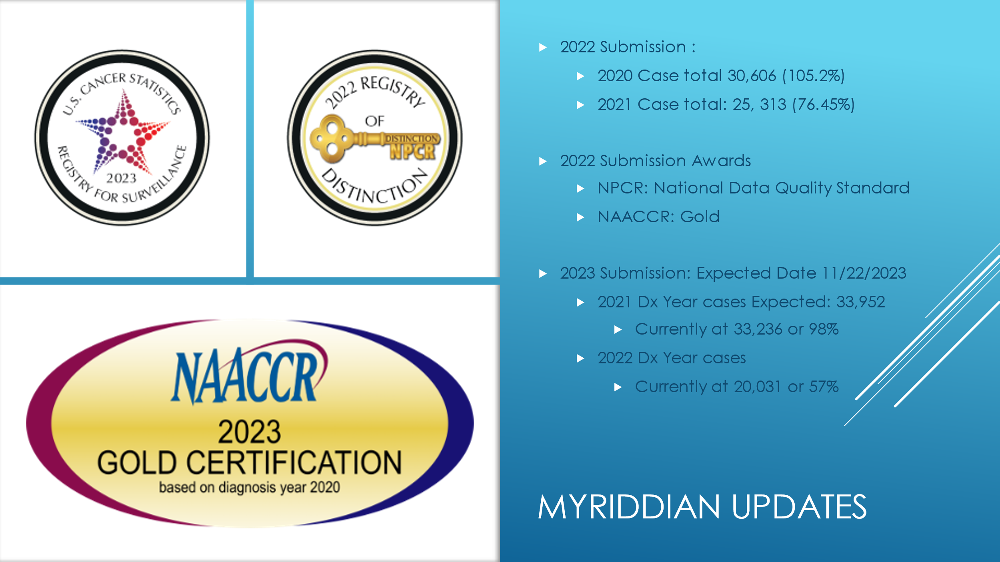 U.S. CANCER STATISTICS
2023
REGISTRY FOR SURVEILLANCE
2022 REGISTRY
OF
DISTINCTION
NPCR
DISTINCTION
NAACCR
2023
GOLD CERTIFICATION
based on diagnosis year 2020
2022 Submission :
2020 Case total 30,606 (105.2%)
2021 Case total: 25, 313 (76.45%)
2022 Submission Awards
NPCR: National Data Quality Standard
NAACCR: Gold
2023 Submission: Expected Date 11/22/2023
2021 Dx Year cases Expected: 33,952
Currently at 33,236 or 98%
2022 Dx Year cases
Currently at 20,031 or 57%
MYRIDDIAN UPDATES